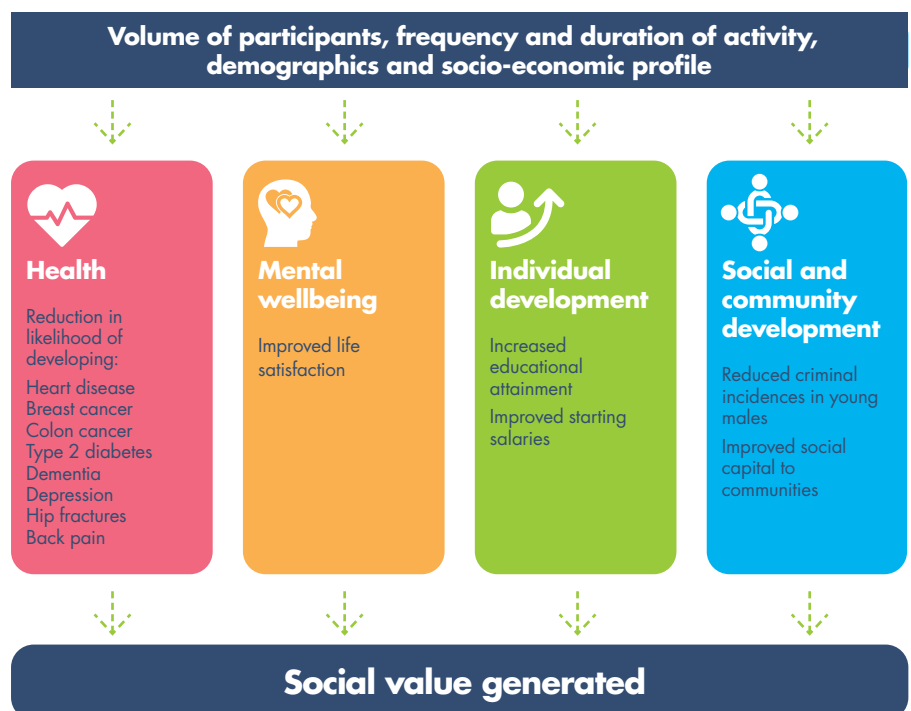 Volume of participants, frequency and duration of activity,
demographics and socio-economic profile
Health
Reduction in
likelihood of
developing:
Heart disease
Breast cancer
Colon cancer
Type 2 diabetes
Dementia
Depression
Hip fractures
Back pain
Mental
wellbeing
Improved life
satisfaction
Individual
development
Increased
educational
attainment
Improved starting
salaries
Social and
community
development
Reduced criminal
incidences in young
males
Improved social
capital to
communities
Social value generated